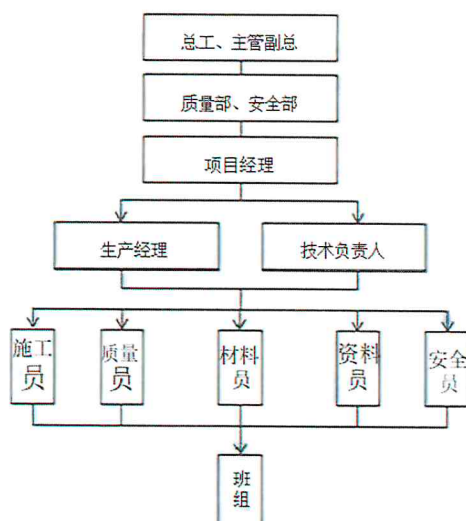 总工、主管副总
质量部、安全部
项目经理
生产经理
技术负责人
施工
员
质量
员
材料
员
资料
员
安全
员
班
组